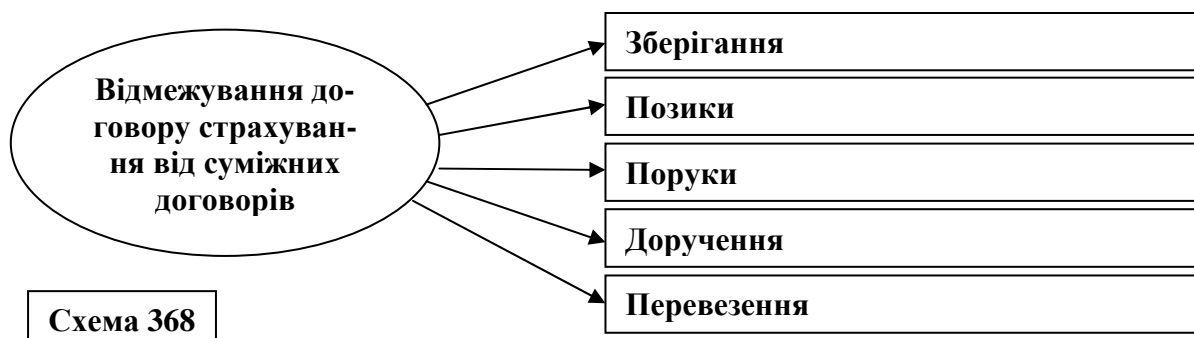 Відмежування до-
говору страхуван-
ня від суміжних
договорів
Зберігання
Позики
Поруки
Доручення
Перевезення
Схема 368